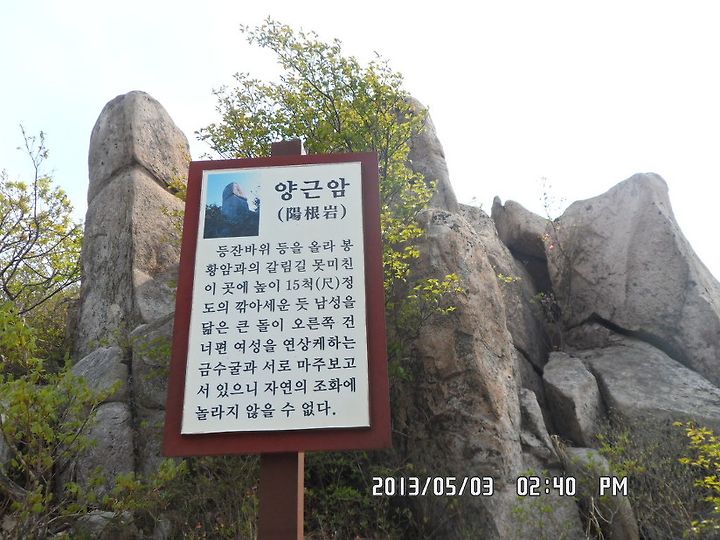 양근암
(陽根岩)
등잔바위 등을 올라 봉
황암과의 갈림길 못미친
이 곳에 높이 15척(尺)정
도의 깎아세운 듯 남성을
닮은 큰 돌이 오른쪽 건
너편 여성을 연상케하는
금수굴과 서로 마주보고
서 있으니 자연의 조화에
놀라지 않을 수 없다.
2013/05/03 02:40 PM